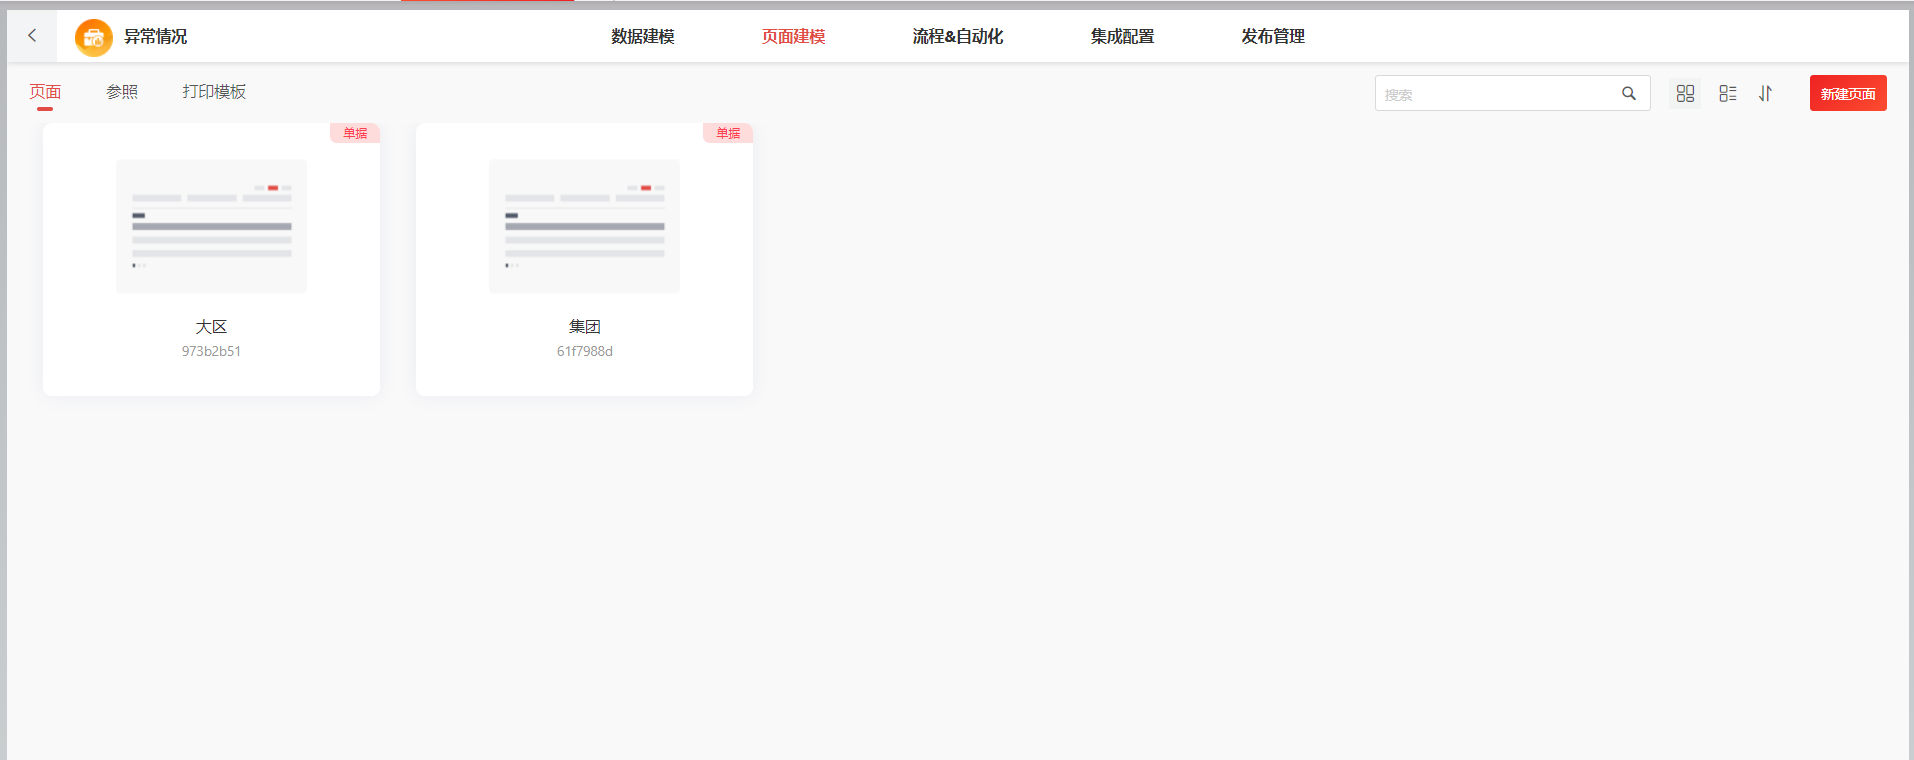 异常情况
数据建模
页面建模
流程&自动化
集成配置
发布管理
页面
参照
打印模板
搜索
新建页面
单据
大区
973b2b51
单据
集团
61f7988d